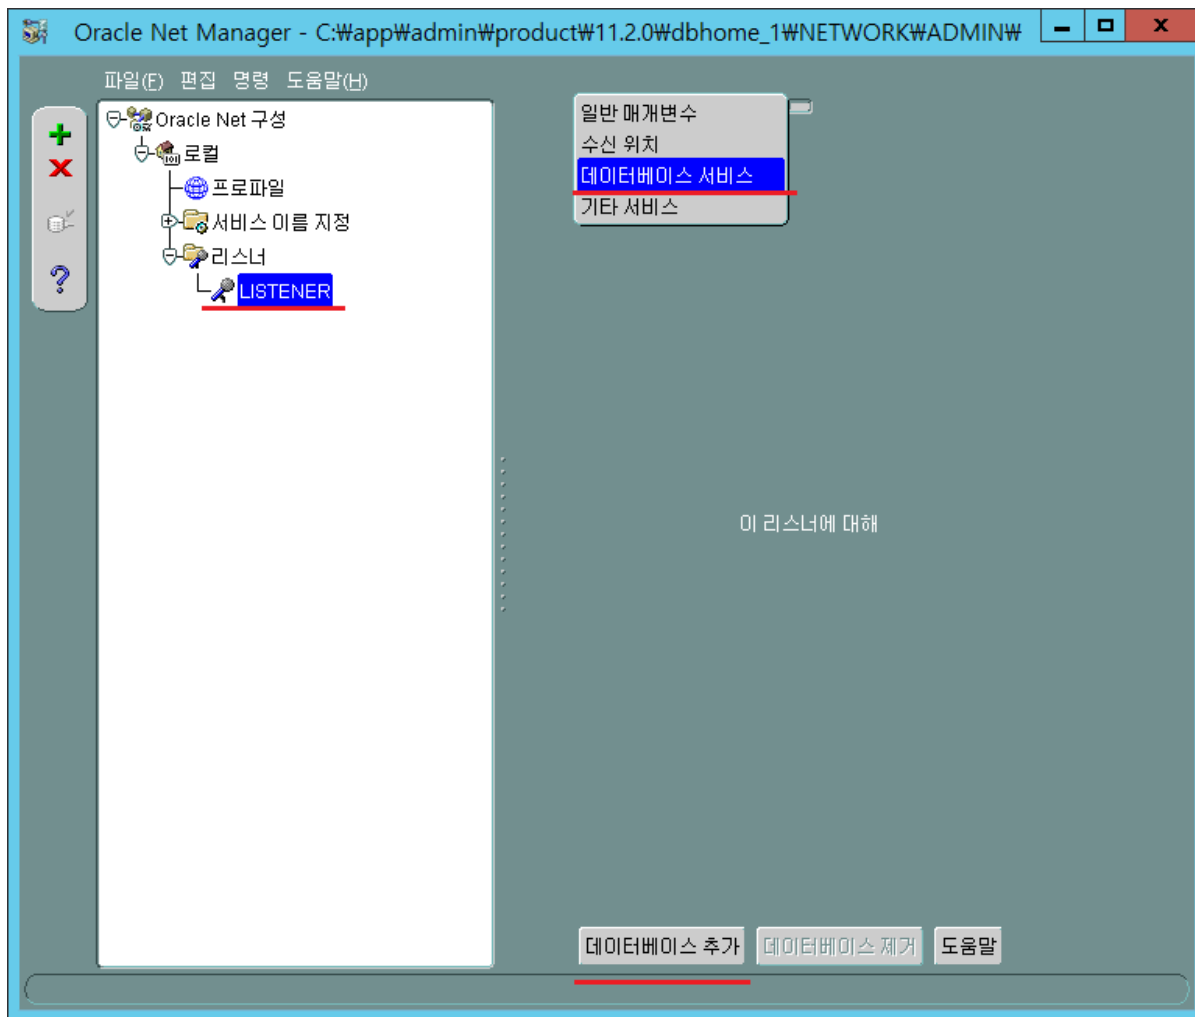 Oracle Net Manager - C:₩app₩admin₩product₩11.2.0₩dbhome_1₩NETWORK₩ADMIN₩
파일(F) 편집 명령 도움말(H)
Oracle Net 구성
로컬
프로파일
서비스 이름 지정
리스너
LISTENER
일반 매개변수
수신 위치
데이터베이스 서비스
기타 서비스
이 리스너에 대해
데이터베이스 추가 데이터베이스 제거 도움말